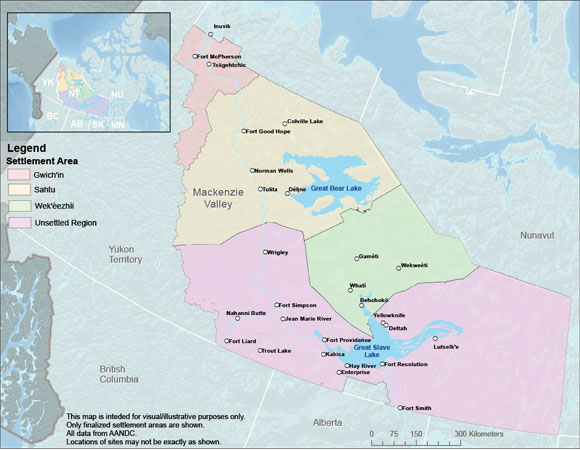 Inuvik
Fort McPherson
Tsiigehtchic
YK
NT
NU
BC
AB
SK
MN
Colville Lake
Fort Good Hope
Legend
Settlement Area
Gwich'in
Sahtu
Wek'èezhìi
Unsettled Region
Norman Wells
Mackenzie
Valley
Tulita
Déline
Great Bear Lake
Yukon
Territory
Nunavut
Wrigley
Gamèti
Wekweèti
Whatì
Behchokò
Yellowknife
Dettah
Fort Simpson
Nahanni Butte
Jean Marie River
Fort Liard
Trout Lake
Fort Providence
Kakisa
Great Slave
Lake
Lutselk'e
Hay River
Fort Resolution
Enterprise
Fort Smith
British
Columbia
Alberta
This map is inteded for visual/illustrative purposes only.
Only finalized settlement areas are shown.
All data from AANDC.
Locations of sites may not be exactly as shown.
0 75 150 300 Kilometers